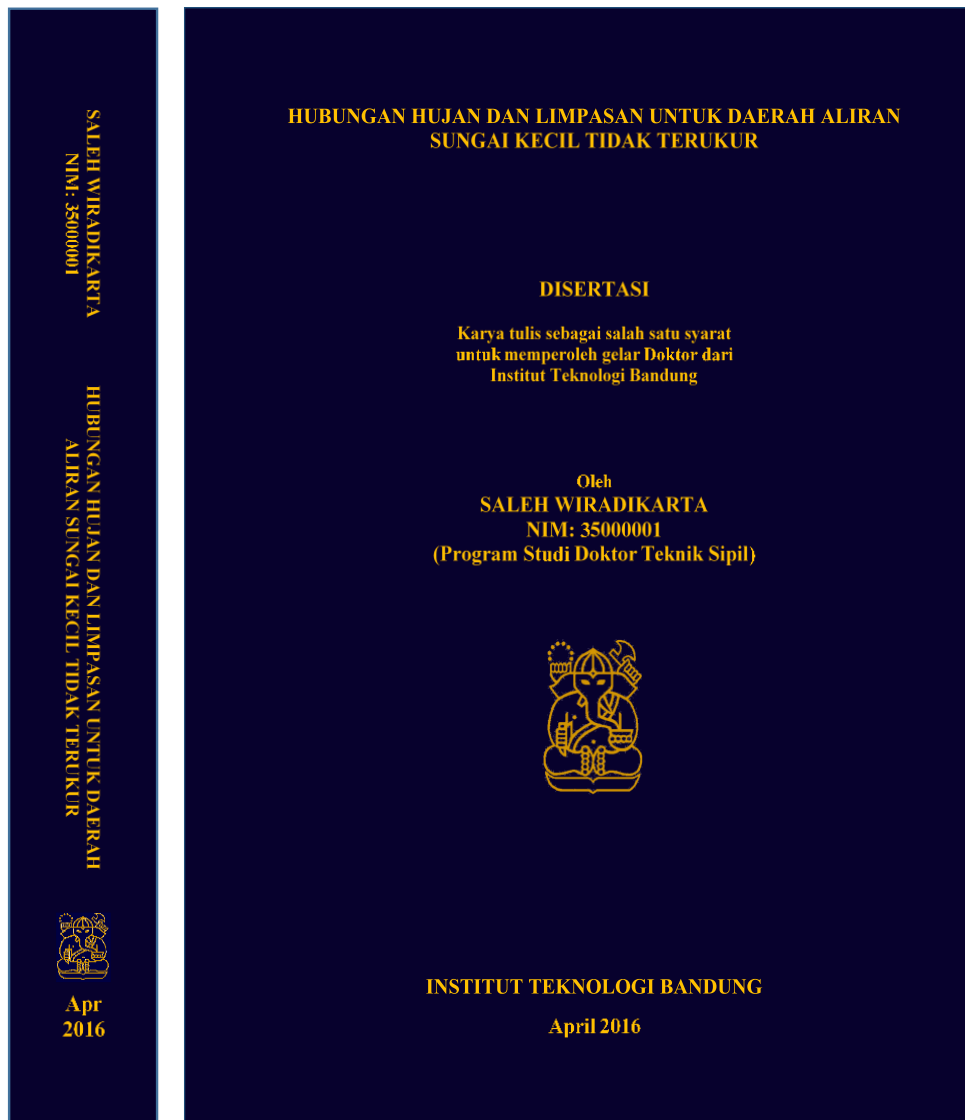 SALEH WIRADIKARTA
NIM: 35000001
HUBUNGAN HUJAN DAN LIMPASAN UNTUK DAERAH
ALIRAN SUNGAI KECIL TIDAK TERUKUR
Apr
2016
HUBUNGAN HUJAN DAN LIMPASAN UNTUK DAERAH ALIRAN
SUNGAI KECIL TIDAK TERUKUR
DISERTASI
Karya tulis sebagai salah satu syarat
untuk memperoleh gelar Doktor dari
Institut Teknologi Bandung
Oleh
SALEH WIRADIKARTA
NIM: 35000001
(Program Studi Doktor Teknik Sipil)
INSTITUT TEKNOLOGI BANDUNG
April 2016